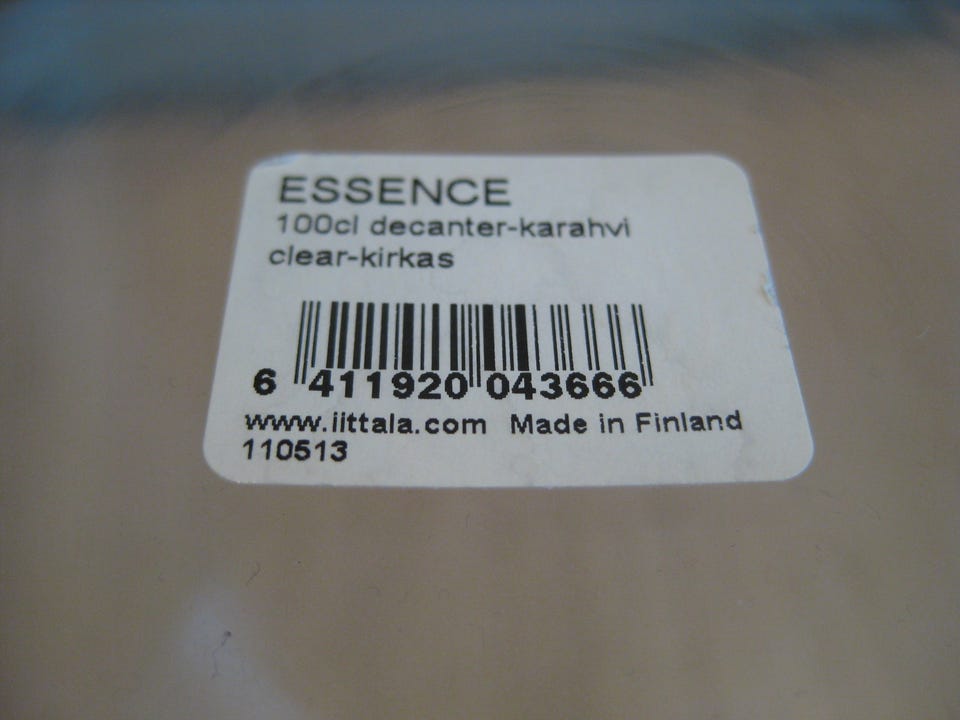 ESSENCE
100cl decanter-karahvi
clear-kirkas
6 411920 043666
www.iittala.com Made in Finland
110513